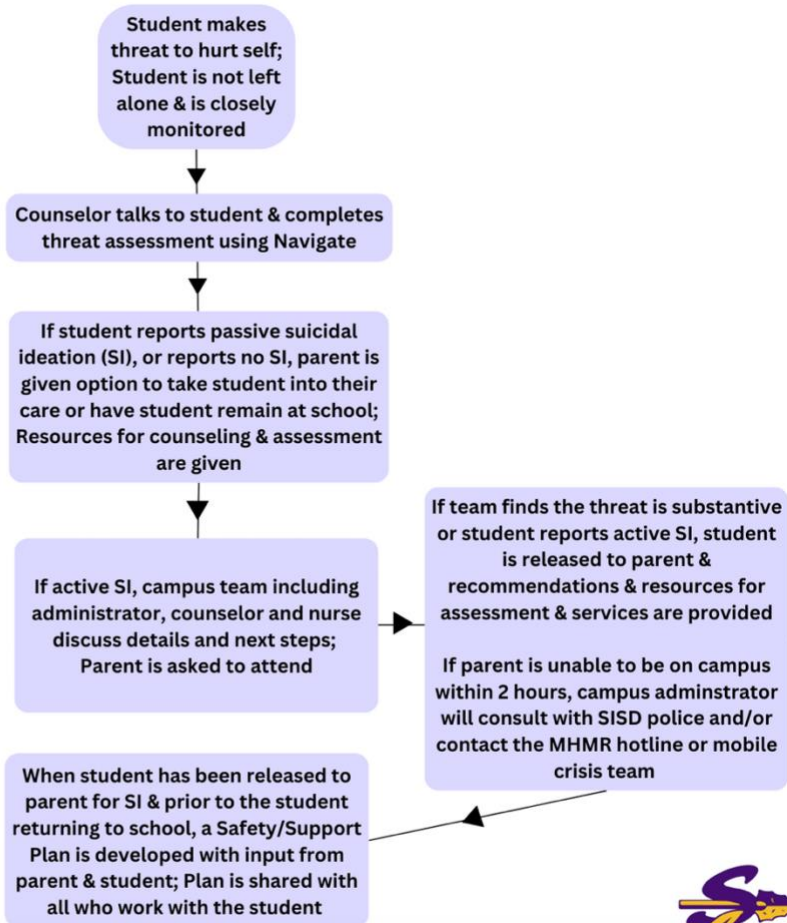 Student makes
threat to hurt self;
Student is not left
alone & is closely
monitored
Counselor talks to student & completes
threat assessment using Navigate
If student reports passive suicidal
ideation (SI), or reports no SI, parent is
given option to take student into their
care or have student remain at school;
Resources for counseling & assessment
are given
If active SI, campus team including
administrator, counselor and nurse
discuss details and next steps;
Parent is asked to attend
If team finds the threat is substantive
or student reports active SI, student
is released to parent &
recommendations & resources for
assessment & services are provided
If parent is unable to be on campus
within 2 hours, campus adminstrator
will consult with SISD police and/or
contact the MHMR hotline or mobile
crisis team
When student has been released to
parent for SI & prior to the student
returning to school, a Safety/Support
Plan is developed with input from
parent & student; Plan is shared with
all who work with the student